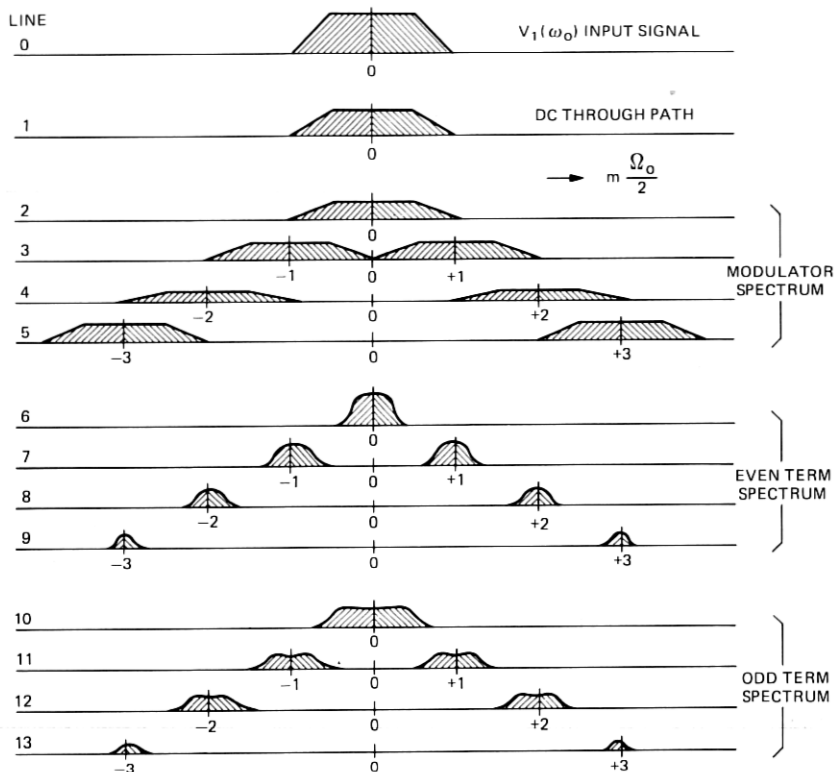 LINE
0
V₁(ω₀) INPUT SIGNAL
0
1
DC THROUGH PATH
0
→ m Ω₀/2
2
0
3
−1 0 +1
MODULATOR
SPECTRUM
4
−2 0 +2
5
−3 0 +3
6
0
7
−1 0 +1
EVEN TERM
SPECTRUM
8
−2 0 +2
9
−3 0 +3
10
0
11
−1 0 +1
ODD TERM
SPECTRUM
12
−2 0 +2
13
−3 0 +3